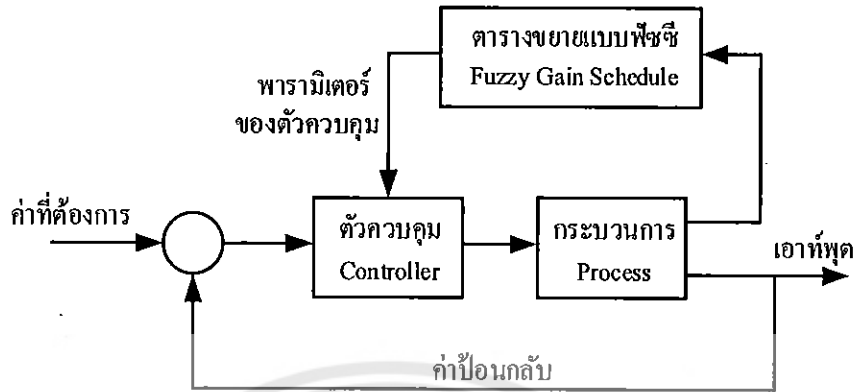 ตารางขยายแบบฟัซซี
Fuzzy Gain Schedule
พารามิเตอร์
ของตัวควบคุม
ค่าที่ต้องการ
ตัวควบคุม
Controller
กระบวนการ
Process
เอาท์พุต
ค่าป้อนกลับ